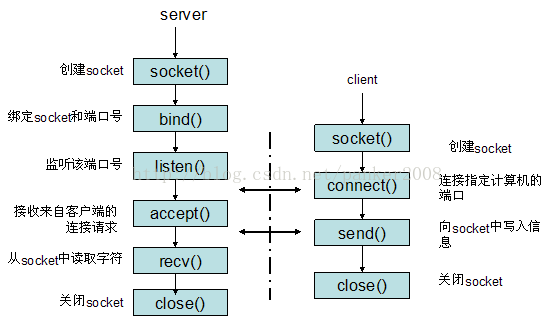 server
创建socket
socket()
绑定socket和端口号
bind()
监听该端口号
listen()
接收来自客户端的
连接请求
accept()
从socket中读取字符
recv()
关闭socket
close()
client
socket()
创建socket
connect()
连接指定计算机的
端口
send()
向socket中写入信
息
close()
关闭socket